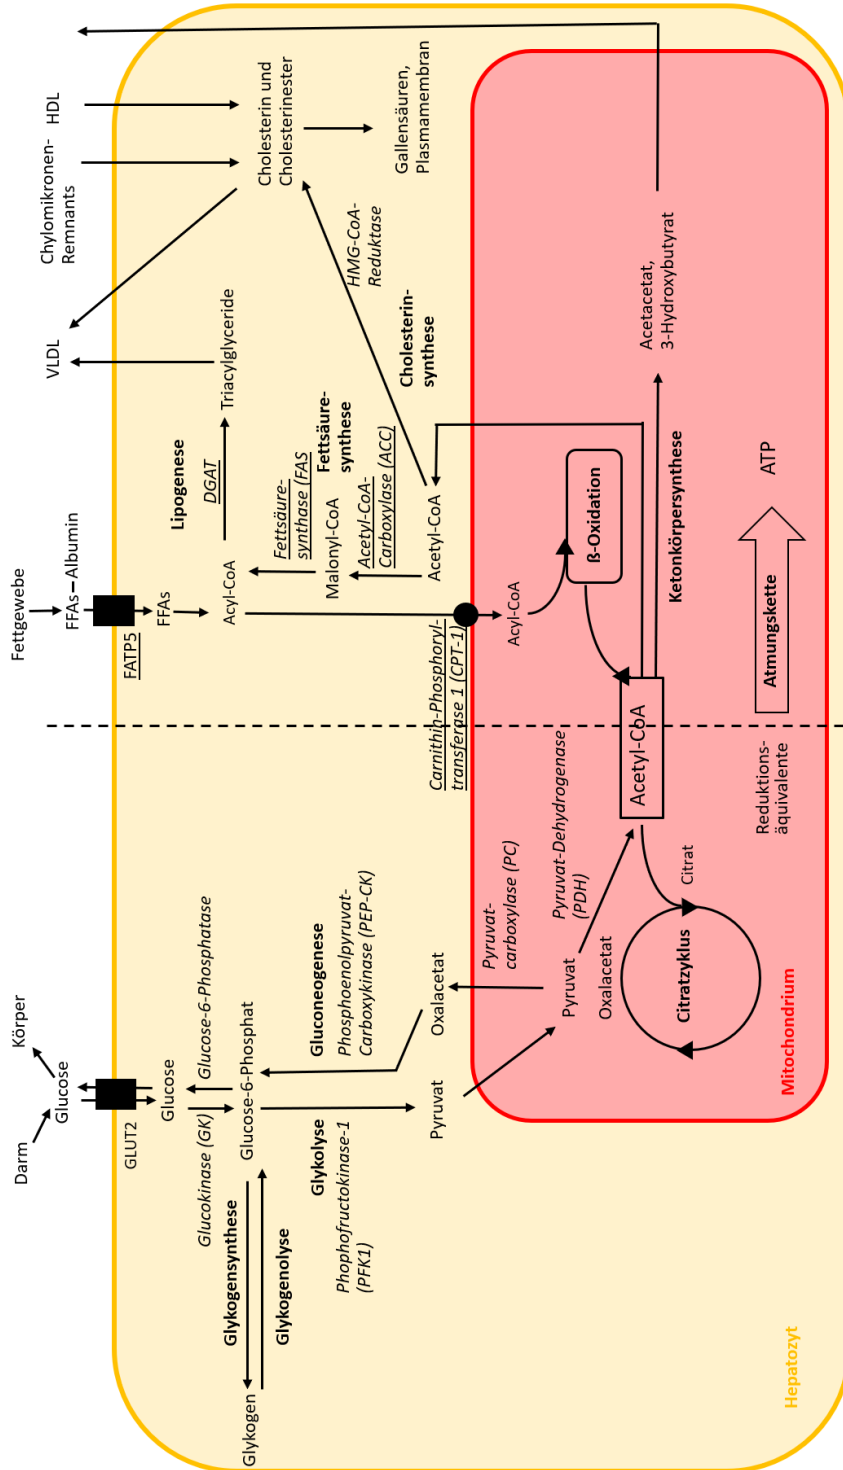 Darm
Körper
Glucose
GLUT2
Glucose
Glucokinase (GK)
Glucose-6-Phosphatase
Glykogen
Glykogensynthese
Glykogenolyse
Glucose-6-Phosphat
Glykolyse
Phophofructokinase-1
(PFK1)
Gluconeogenese
Phosphoenolpyruvat-
Carboxykinase (PEP-CK)
Pyruvat
Oxalacetat
Pyruvat-
carboxylase (PC)
Pyruvat
Pyruvat-Dehydrogenase
(PDH)
Oxalacetat
Citrat
Citratzyklus
Mitochondrium
Hepatozyt
Fettgewebe
FFAs
Albumin
FATP5
FFAs
Acyl-CoA
Lipogenese
DGAT
Triacylglyceride
VLDL
Chylomikronen-
Remnants
HDL
Cholesterin und
Cholesterinester
Gallensäuren,
Plasmamembran
HMG-CoA-
Reduktase
Cholesterin-
synthese
Fettsäure-
synthase (FAS
Fettsäure-
synthese
Malonyl-CoA
Acetyl-CoA-
Carboxylase (ACC)
Acetyl-CoA
Carnithin-Phosphoryl-
transferase 1 (CPT-1)
Acyl-CoA
ß-Oxidation
Acetyl-CoA
Ketonkörpersynthese
Acetacetat,
3-Hydroxybutyrat
Reduktions-
äquivalente
Atmungskette
ATP